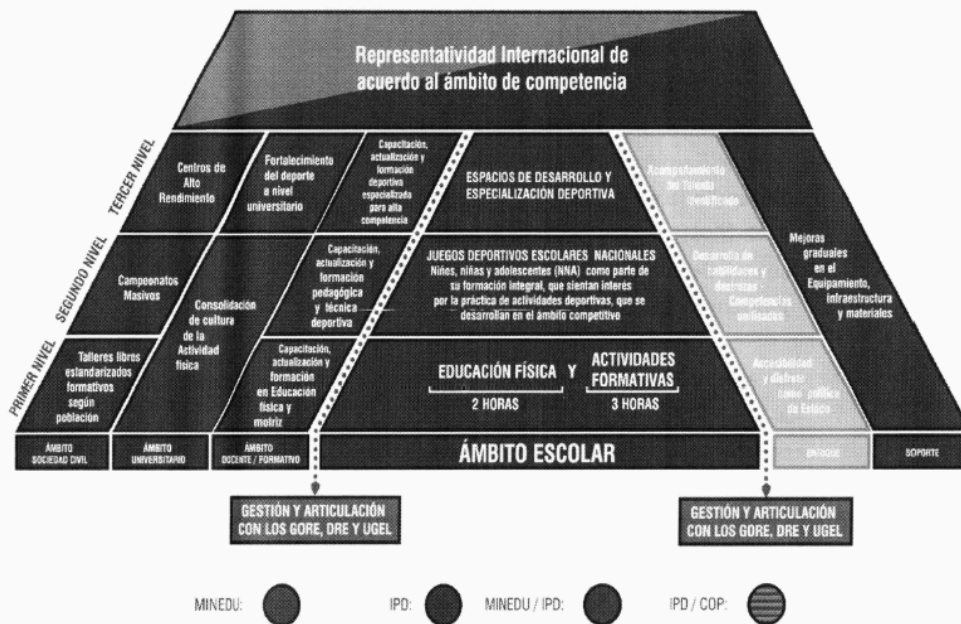 Representatividad Internacional de
acuerdo al ámbito de competencia
TERCER NIVEL
Centros de
Alto
Rendimiento
Fortalecimiento
del deporte
a nivel
universitario
Capacitación,
actualización y
formación
deportiva
especializada
para alta
competencia
ESPACIOS DE DESARROLLO Y
ESPECIALIZACIÓN DEPORTIVA
Acompañamiento
del Talento
Identificado
SEGUNDO NIVEL
Campeonatos
Masivos
Consolidación
de cultura
de la
Actividad
física
Capacitación,
actualización y
formación
pedagógica
y técnica
deportiva
JUEGOS DEPORTIVOS ESCOLARES NACIONALES
Niñes, niñas y adolescentes (NNA) como parte de
su formación integral, que sientan interés
por la práctica de actividades deportivas, que se
desarrollan en el ámbito competitivo
Desarrollo de
habilidades y
destrezas -
Competencias
unificadas
Mejoras
graduales
en el
Equipamiento,
infraestructura
y materiales
PRIMER NIVEL
Talleres libres
estandarizados
formativos
según
población
Capacitación,
actualización y
formación
en Educación
física y
motriz
EDUCACIÓN FÍSICA Y ACTIVIDADES
FORMATIVAS
2 HORAS 3 HORAS
Accesibilidad
y disfrute
como política
de Estado
ÁMBITO
SOCIEDAD CIVIL
ÁMBITO
UNIVERSITARIO
ÁMBITO
DOCENTE / FORMATIVO
ÁMBITO ESCOLAR
ENFOQUE
SOPORTE
GESTIÓN Y ARTICULACIÓN
CON LOS GORE, DRE Y UGEL
GESTIÓN Y ARTICULACIÓN
CON LOS GORE, DRE Y UGEL
MINEDU: IPD: MINEDU / IPD: IPD / COP: